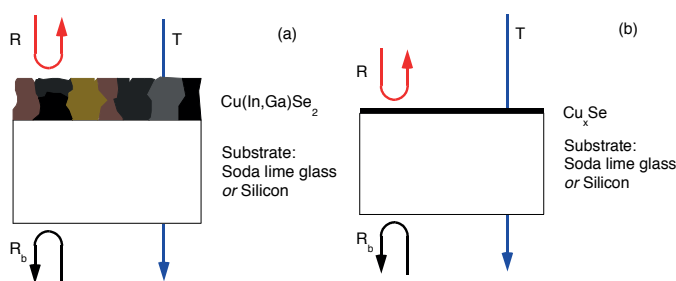 R
T
(a)
Cu(In,Ga)Se2
Substrate:
Soda lime glass
or Silicon
Rb
R
T
(b)
CuxSe
Substrate:
Soda lime glass
or Silicon
Rb